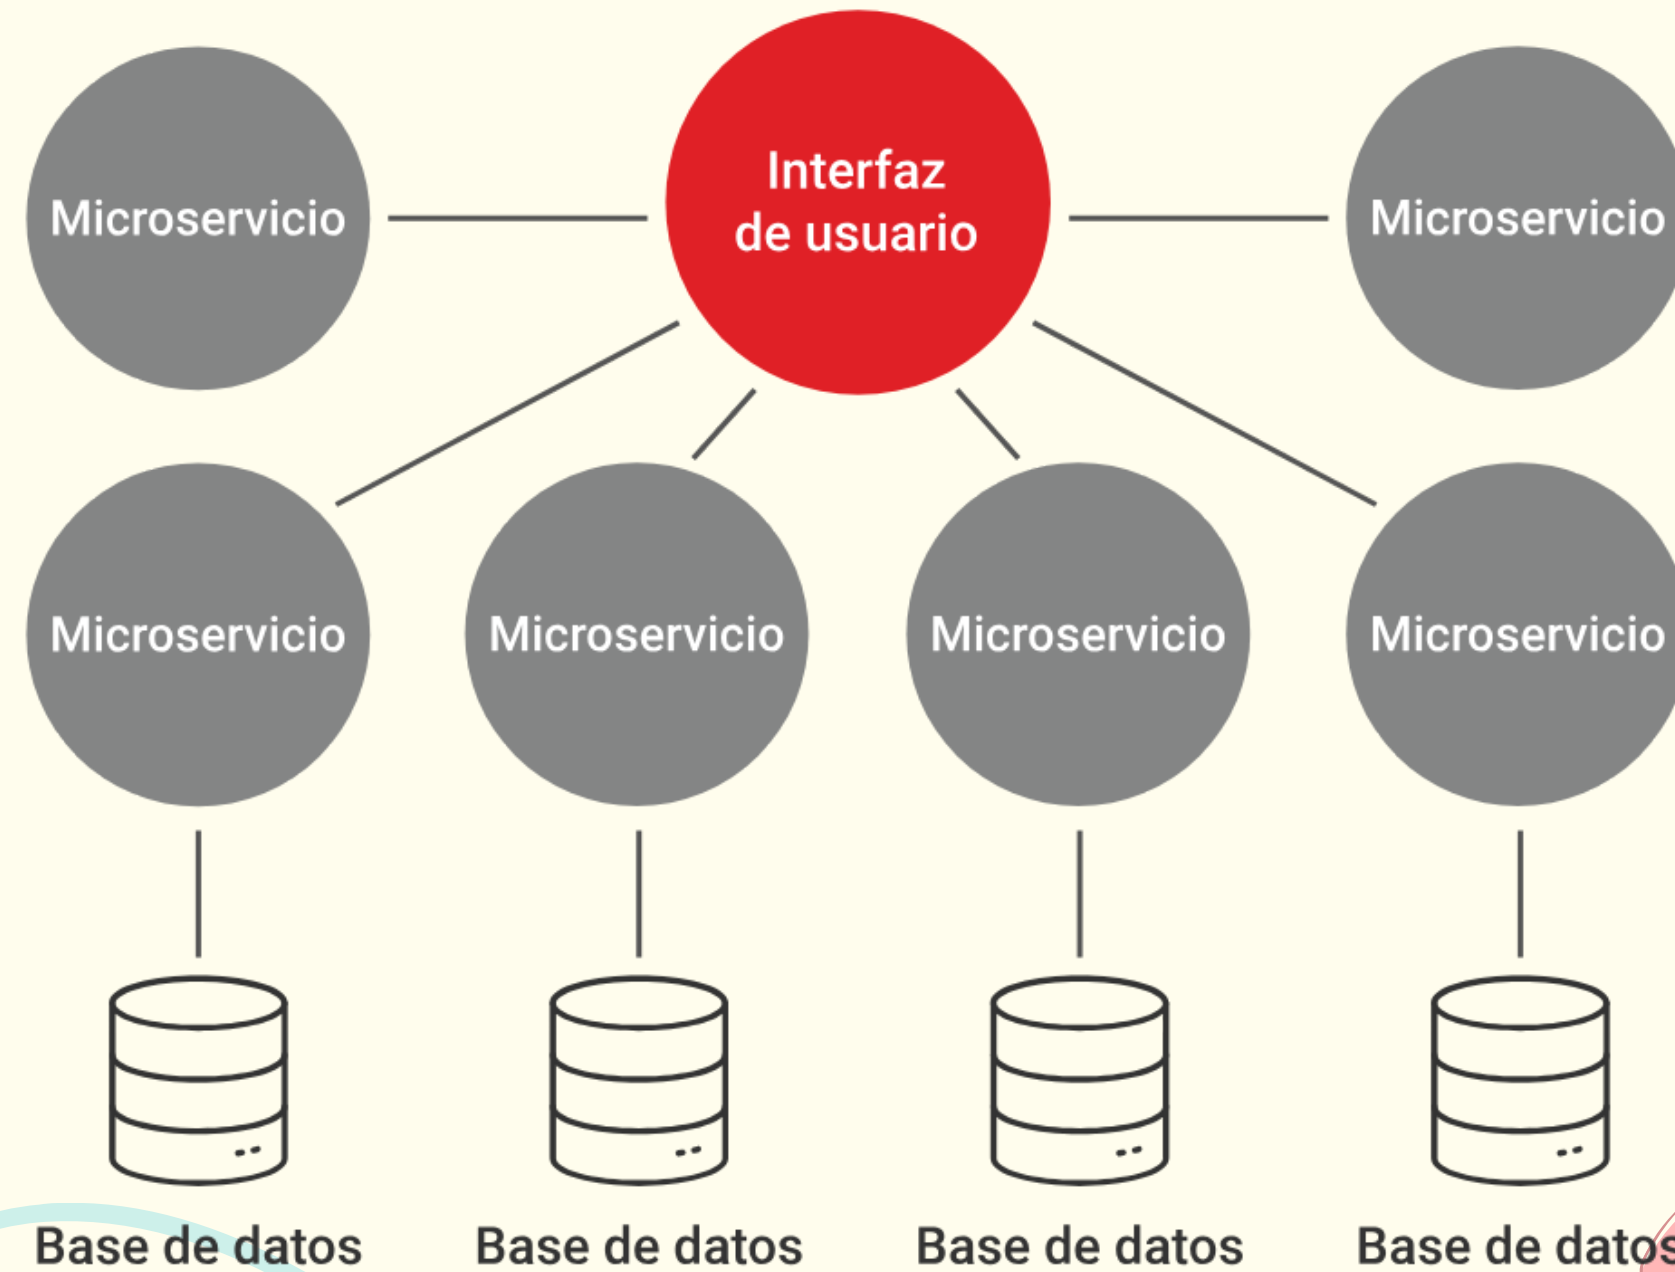 Interfaz
de usuario
Microservicio
Microservicio
Microservicio
Microservicio
Microservicio
Microservicio
Base de datos
Base de datos
Base de datos
Base de datos